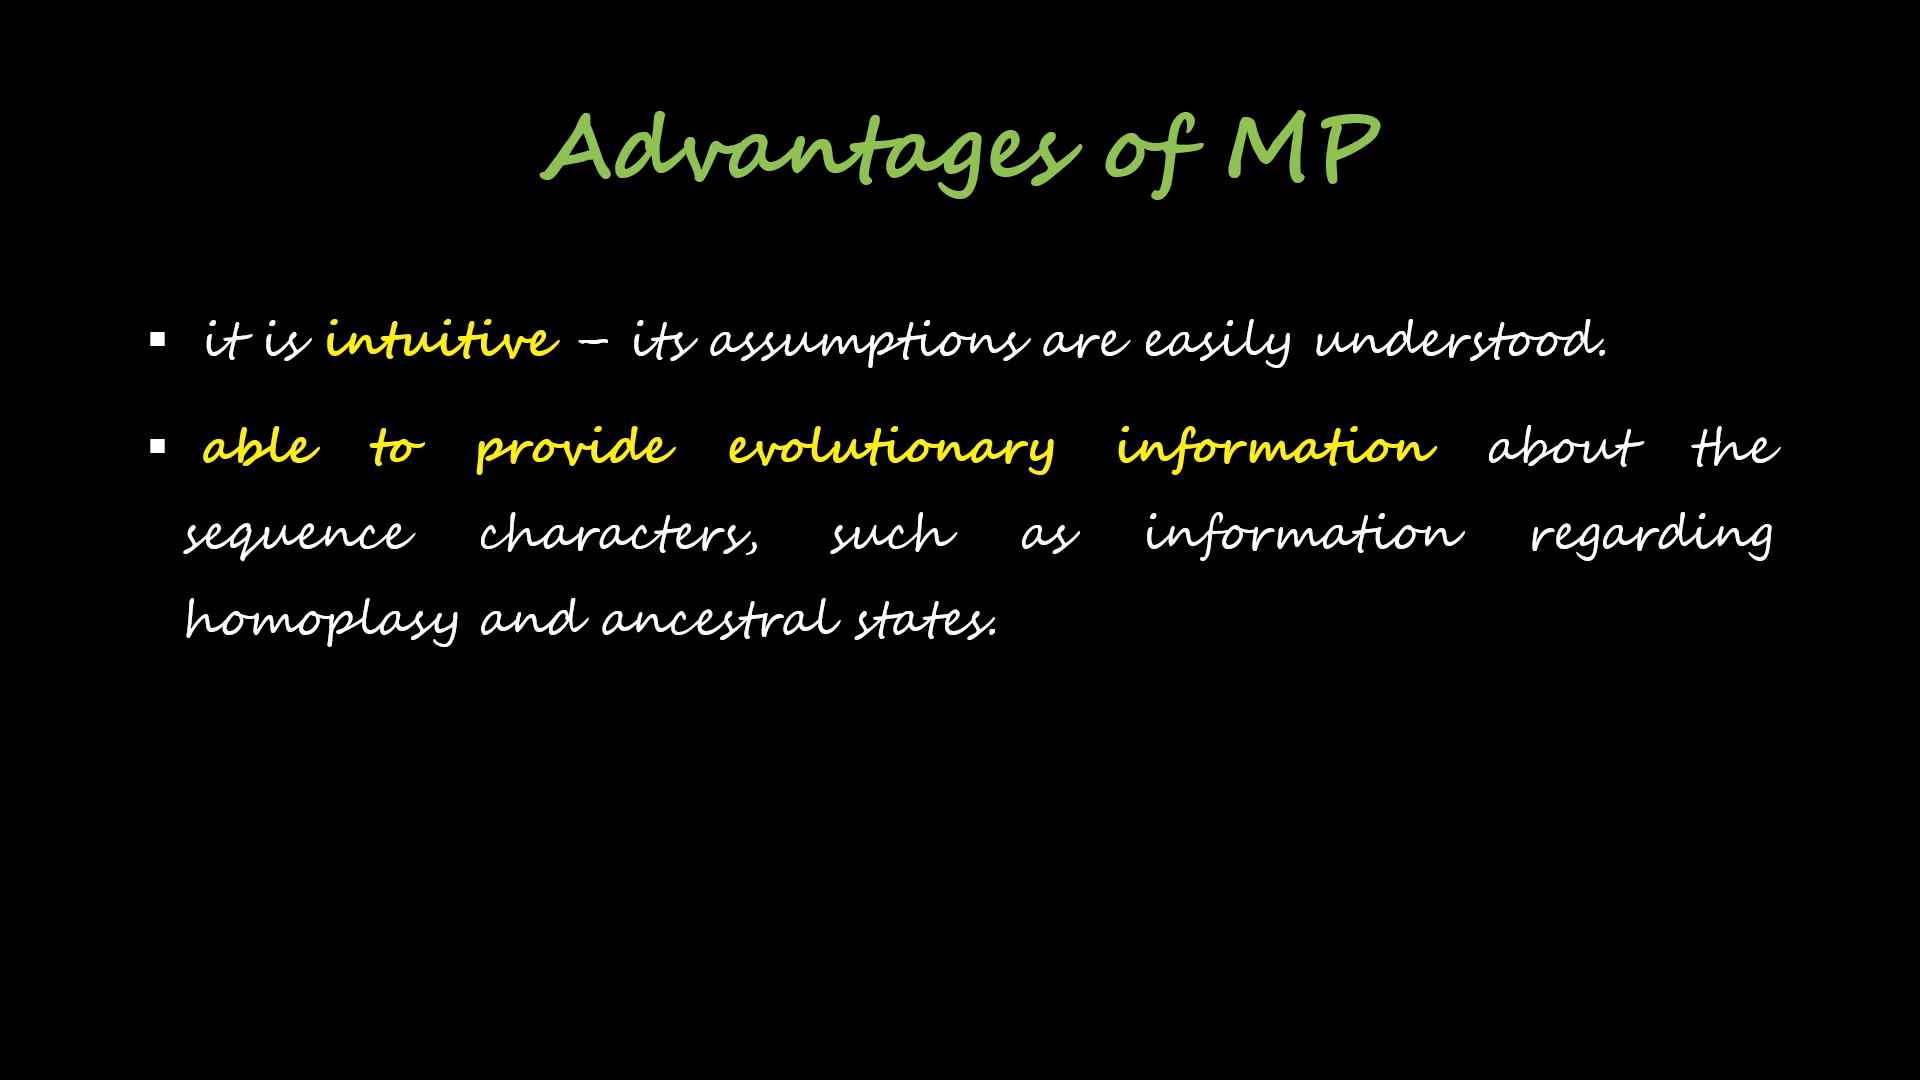 Advantages of MP
▪ it is intuitive – its assumptions are easily understood.
▪ able to provide evolutionary information about the
sequence characters, such as information regarding
homoplasy and ancestral states.